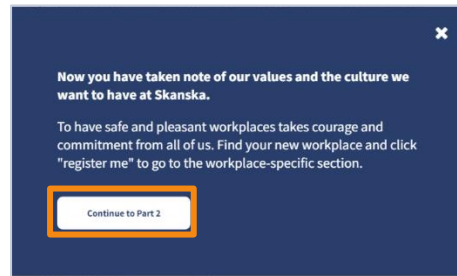 Now you have taken note of our values and the culture we
want to have at Skanska.
To have safe and pleasant workplaces takes courage and
commitment from all of us. Find your new workplace and click
"register me" to go to the workplace-specific section.
Continue to Part 2